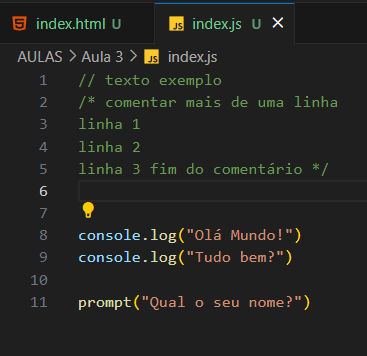 index.html U
JS index.js U ×
AULAS > Aula 3 > JS index.js
1 // texto exemplo
2 /* comentar mais de uma linha
3 linha 1
4 linha 2
5 linha 3 fim do comentário */
6
7
8 console.log("Olá Mundo!")
9 console.log("Tudo bem?")
10
11 prompt("Qual o seu nome?")